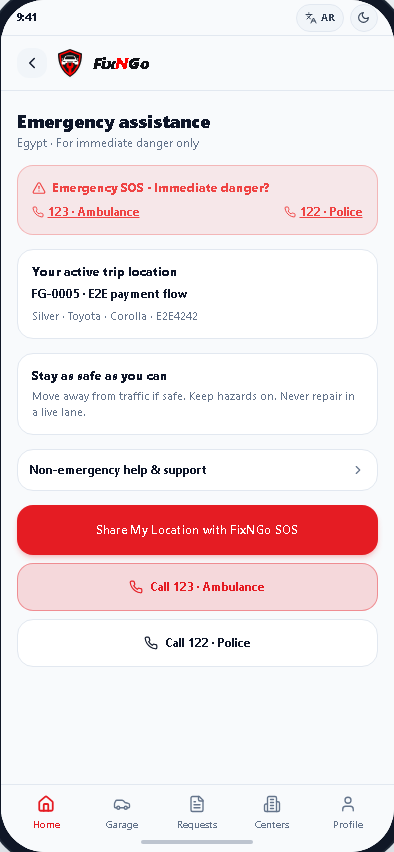 9:41
AR
FixNGo
Emergency assistance
Egypt · For immediate danger only
Emergency SOS - Immediate danger?
123 · Ambulance
122 · Police
Your active trip location
FG-0005 · E2E payment flow
Silver · Toyota · Corolla · E2E4242
Stay as safe as you can
Move away from traffic if safe. Keep hazards on. Never repair in
a live lane.
Non-emergency help & support
Share My Location with FixNGo SOS
Call 123 · Ambulance
Call 122 · Police
Home
Garage
Requests
Centers
Profile